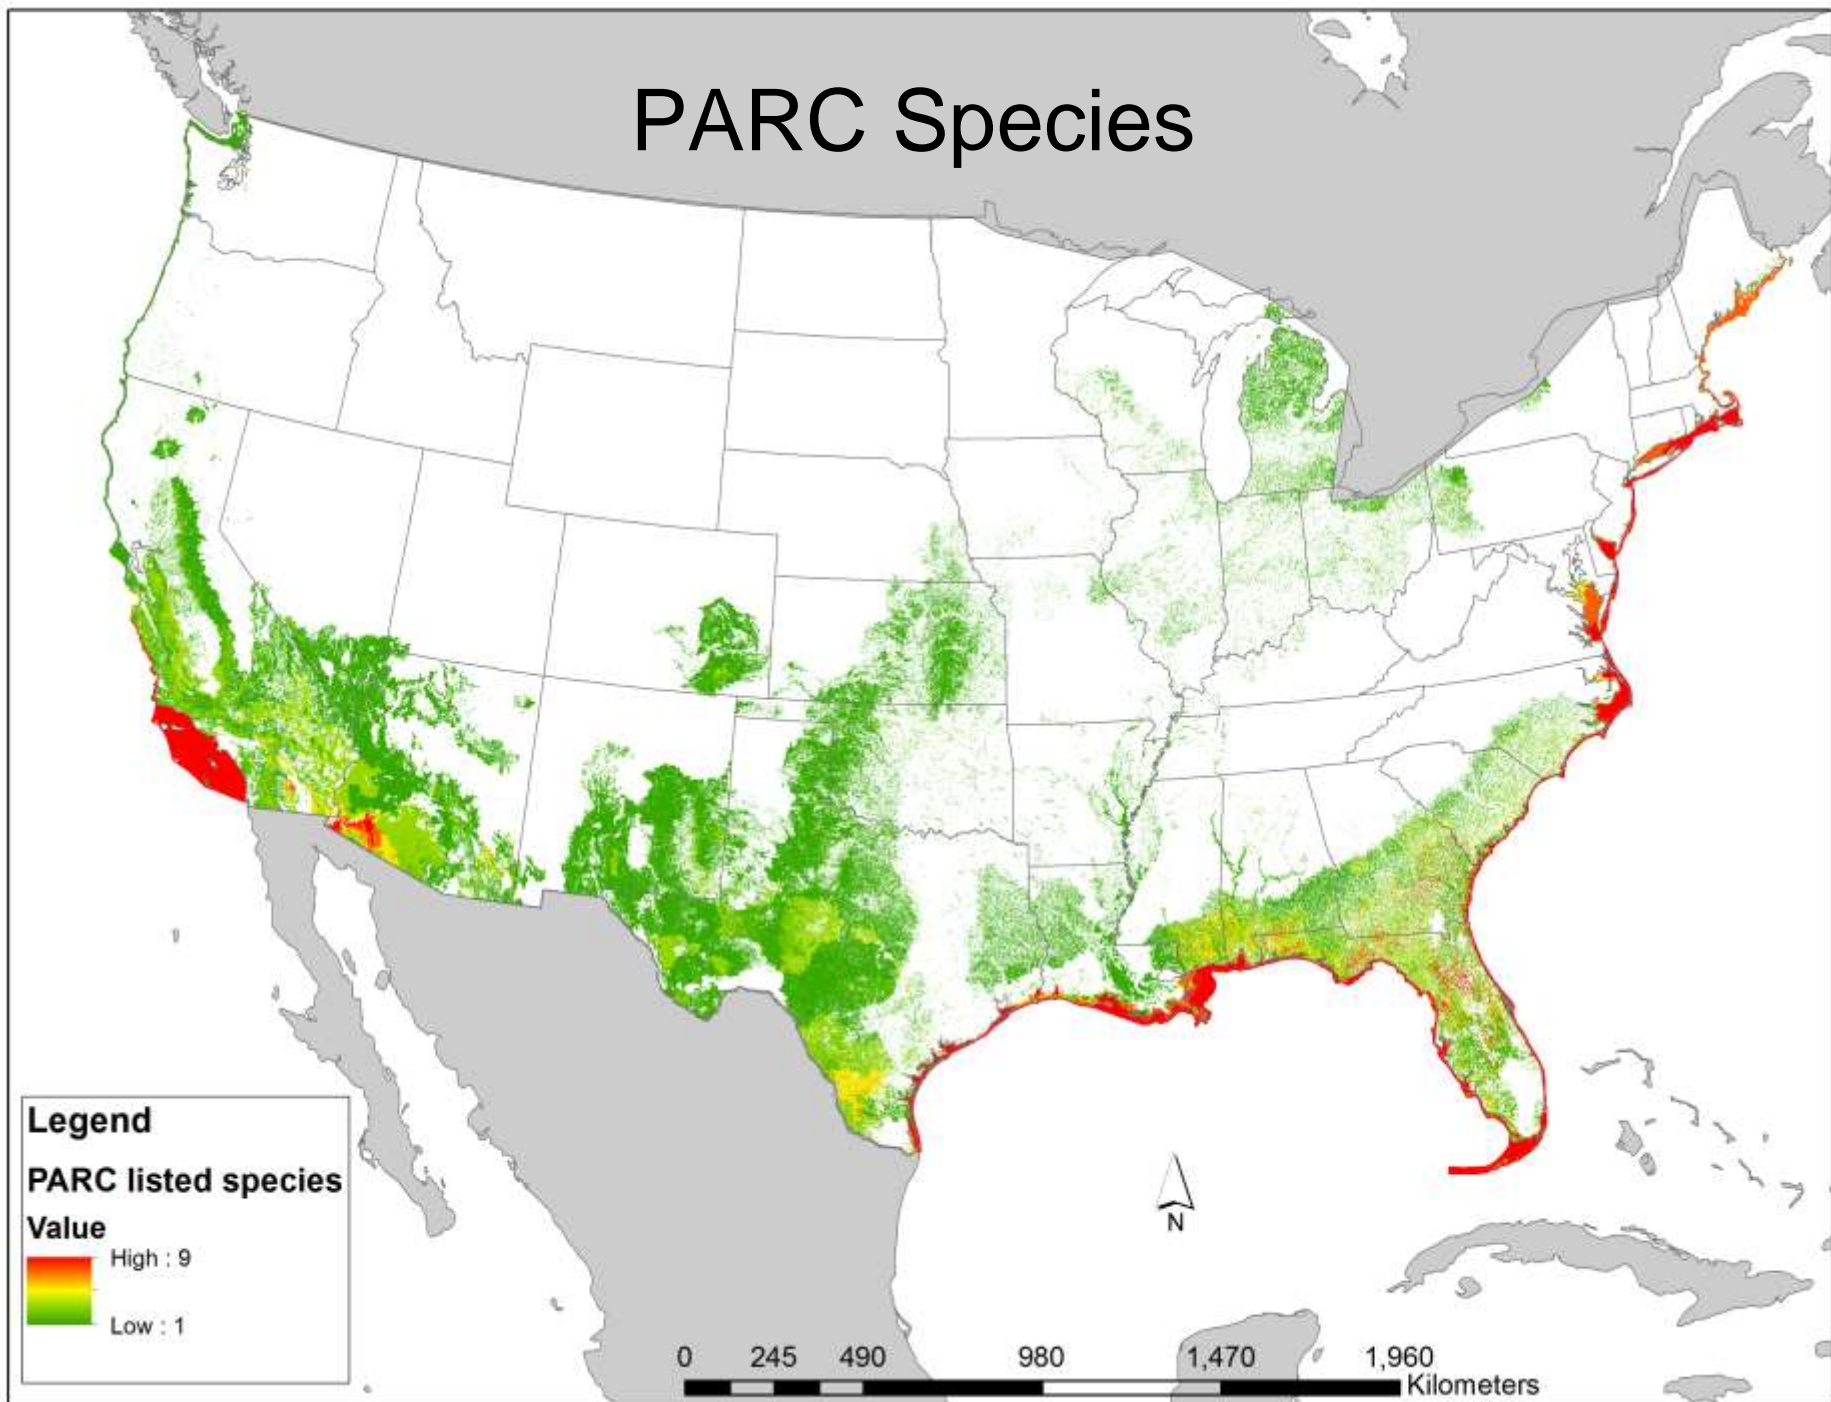 PARC Species
Legend
PARC listed species
Value
High : 9
Low : 1
N
0 245 490 980 1,470 1,960
Kilometers